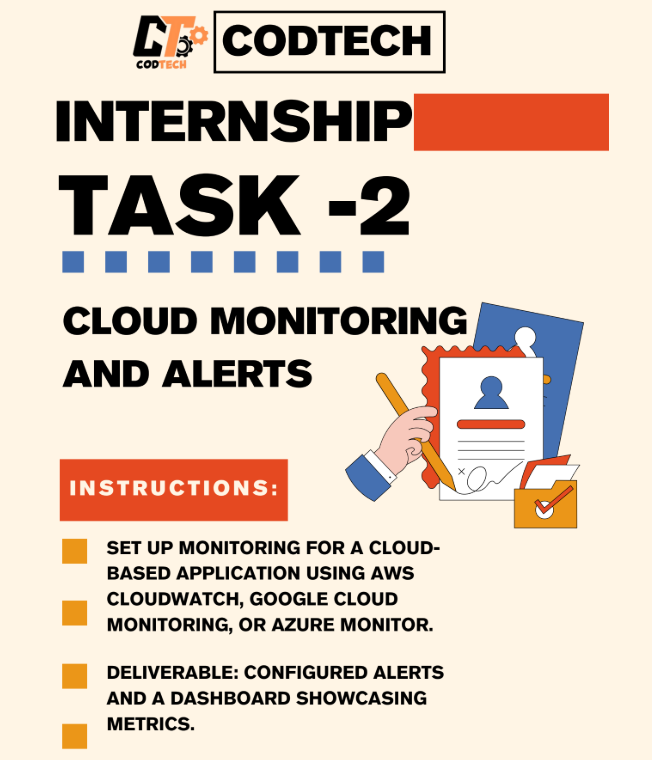 CT
CODTECH
CODTECH
INTERNSHIP
TASK -2
CLOUD MONITORING
AND ALERTS
INSTRUCTIONS:
SET UP MONITORING FOR A CLOUD-
BASED APPLICATION USING AWS
CLOUDWATCH, GOOGLE CLOUD
MONITORING, OR AZURE MONITOR.
DELIVERABLE: CONFIGURED ALERTS
AND A DASHBOARD SHOWCASING
METRICS.